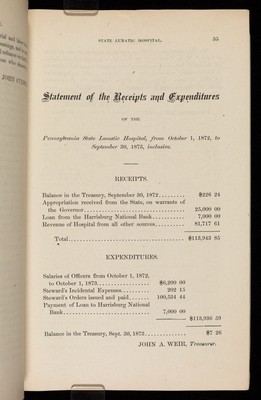 STATE LUNATIC HOSPITAL. 35
Statement of the Receipts and Expenditures
OF THE
Pennsylvania State Lunatic Hospital, from October 1, 1872, to
September 30, 1873, inclusive.
RECEIPTS.
Balance in the Treasury, September 30, 1872......... $226 24
Appropriation received from the State, on warrants of
the Governor................................ 25,000 00
Loan from the Harrisburg National Bank........... 7,000 00
Revenue of Hospital from all other sources.......... 81,717 61
Total................................ $113,943 85
EXPENDITURES.
Salaries of Officers from October 1, 1872,
to October 1, 1873.................. $6,200 00
Steward's Incidental Expenses.......... 202 15
Steward's Orders issued and paid....... 100,534 44
Payment of Loan to Harrisburg National
Bank............................ 7,000 00
$113,936 59
Balance in the Treasury, Sept. 30, 1873.............. $7 26
JOHN A. WEIR, Treasurer.